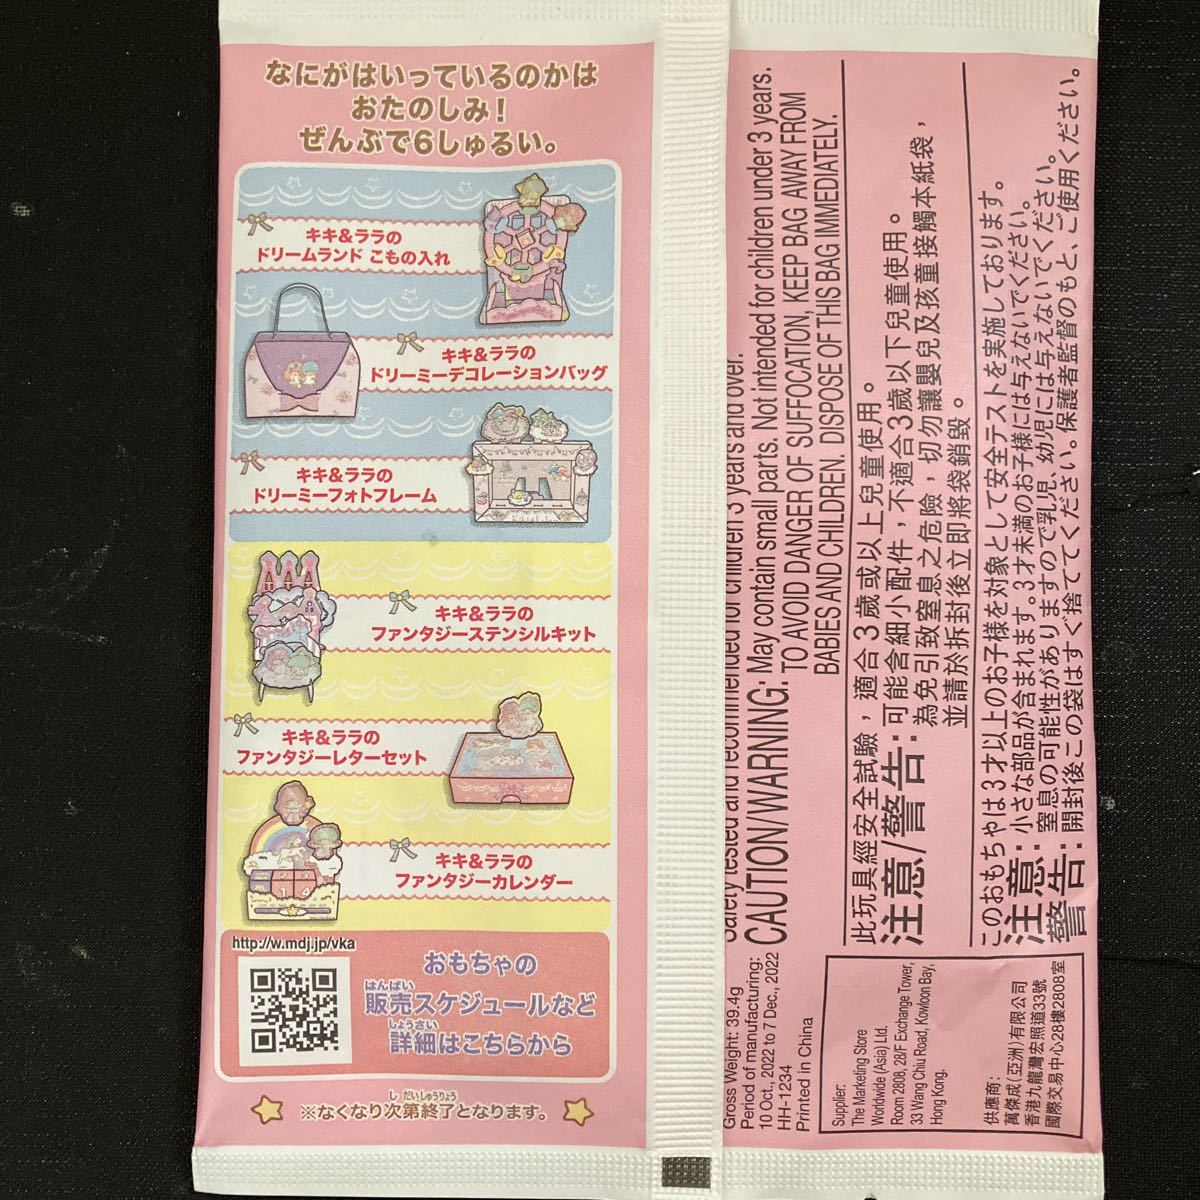 なにがはいっているのかは
おたのしみ!
ぜんぶで6しゅるい。
キキ&ララの
ドリームランド こもの入れ
キキ&ララの
ドリーミーデコレーションバッグ
キキ&ララの
ドリーミーフォトフレーム
キキ&ララの
ファンタジーステンシルキット
キキ&ララの
ファンタジーレターセット
キキ&ララの
ファンタジーカレンダー
http://w.mdj.jp/vka
おもちゃの
はんばい
販売スケジュールなど
しょうさい
詳細はこちらから
し だいしゅうりょう
※なくなり次第終了となります。
Safety tested and recommended for children 3 years and over.
CAUTION/WARNING: May contain small parts. Not intended for children under 3 years.
TO AVOID DANGER OF SUFFOCATION, KEEP BAG AWAY FROM
BABIES AND CHILDREN. DISPOSE OF THIS BAG IMMEDIATELY.
此玩具經安全試驗,適合3歲或以上兒童使用。
注意/警告:可能含細小配件,不適合3歲以下兒童使用。
為免引致窒息之危險,切勿讓嬰兒及孩童接觸本紙袋,
並請於拆封後立即將袋銷毀。
このおもちゃは3才以上のお子様を対象として安全テストを実施しております。
注意:小さな部品が含まれます。3才未満のお子様には与えないでください。
窒息の可能性がありますので乳児、幼児には与えないでください。
警告:開封後この袋はすぐ捨ててください。保護者監督のもと、ご使用ください。
Gross Weight: 39.4g
Period of manufacturing:
10 Oct., 2022 to 7 Dec., 2022
HH-1234
Printed in China
Supplier:
The Marketing Store
Worldwide (Asia) Ltd.
Room 2808, 28/F Exchange Tower,
33 Wang Chiu Road, Kowloon Bay,
Hong Kong.
供應商:
萬傑成(亞洲)有限公司
香港九龍灣宏照道33號
國際交易中心28樓2808室